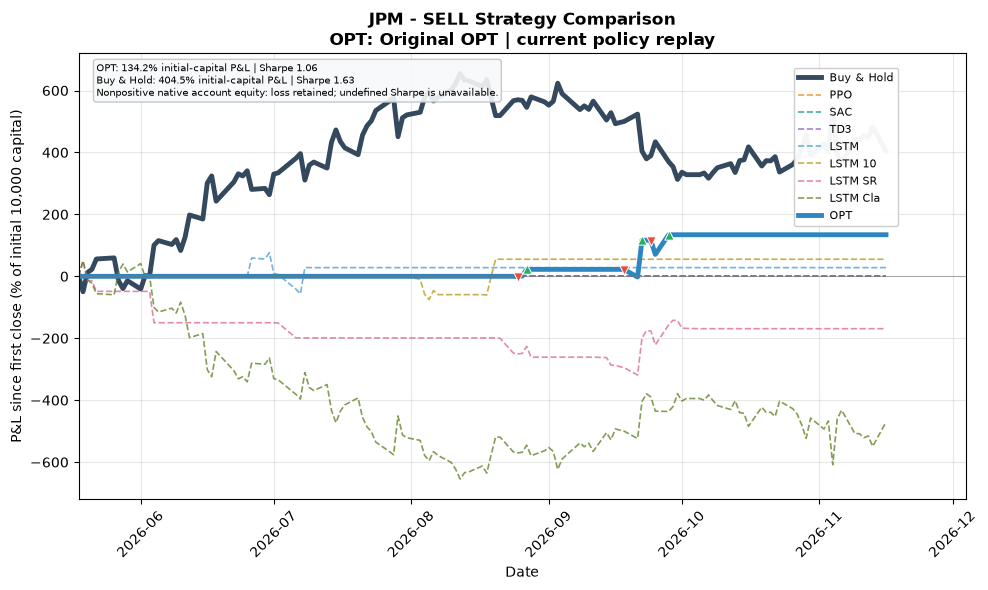 JPM - SELL Strategy Comparison
OPT: Original OPT | current policy replay
OPT: 134.2% initial-capital P&L | Sharpe 1.06
Buy & Hold: 404.5% initial-capital P&L | Sharpe 1.63
Nonpositive native account equity: loss retained; undefined Sharpe is unavailable.
Buy & Hold
PPO
SAC
TD3
LSTM
LSTM 10
LSTM SR
LSTM Cla
OPT
P&L since first close (% of initial 10,000 capital)
600
400
200
0
−200
−400
−600
2026-06
2026-07
2026-08
2026-09
2026-10
2026-11
2026-12
Date